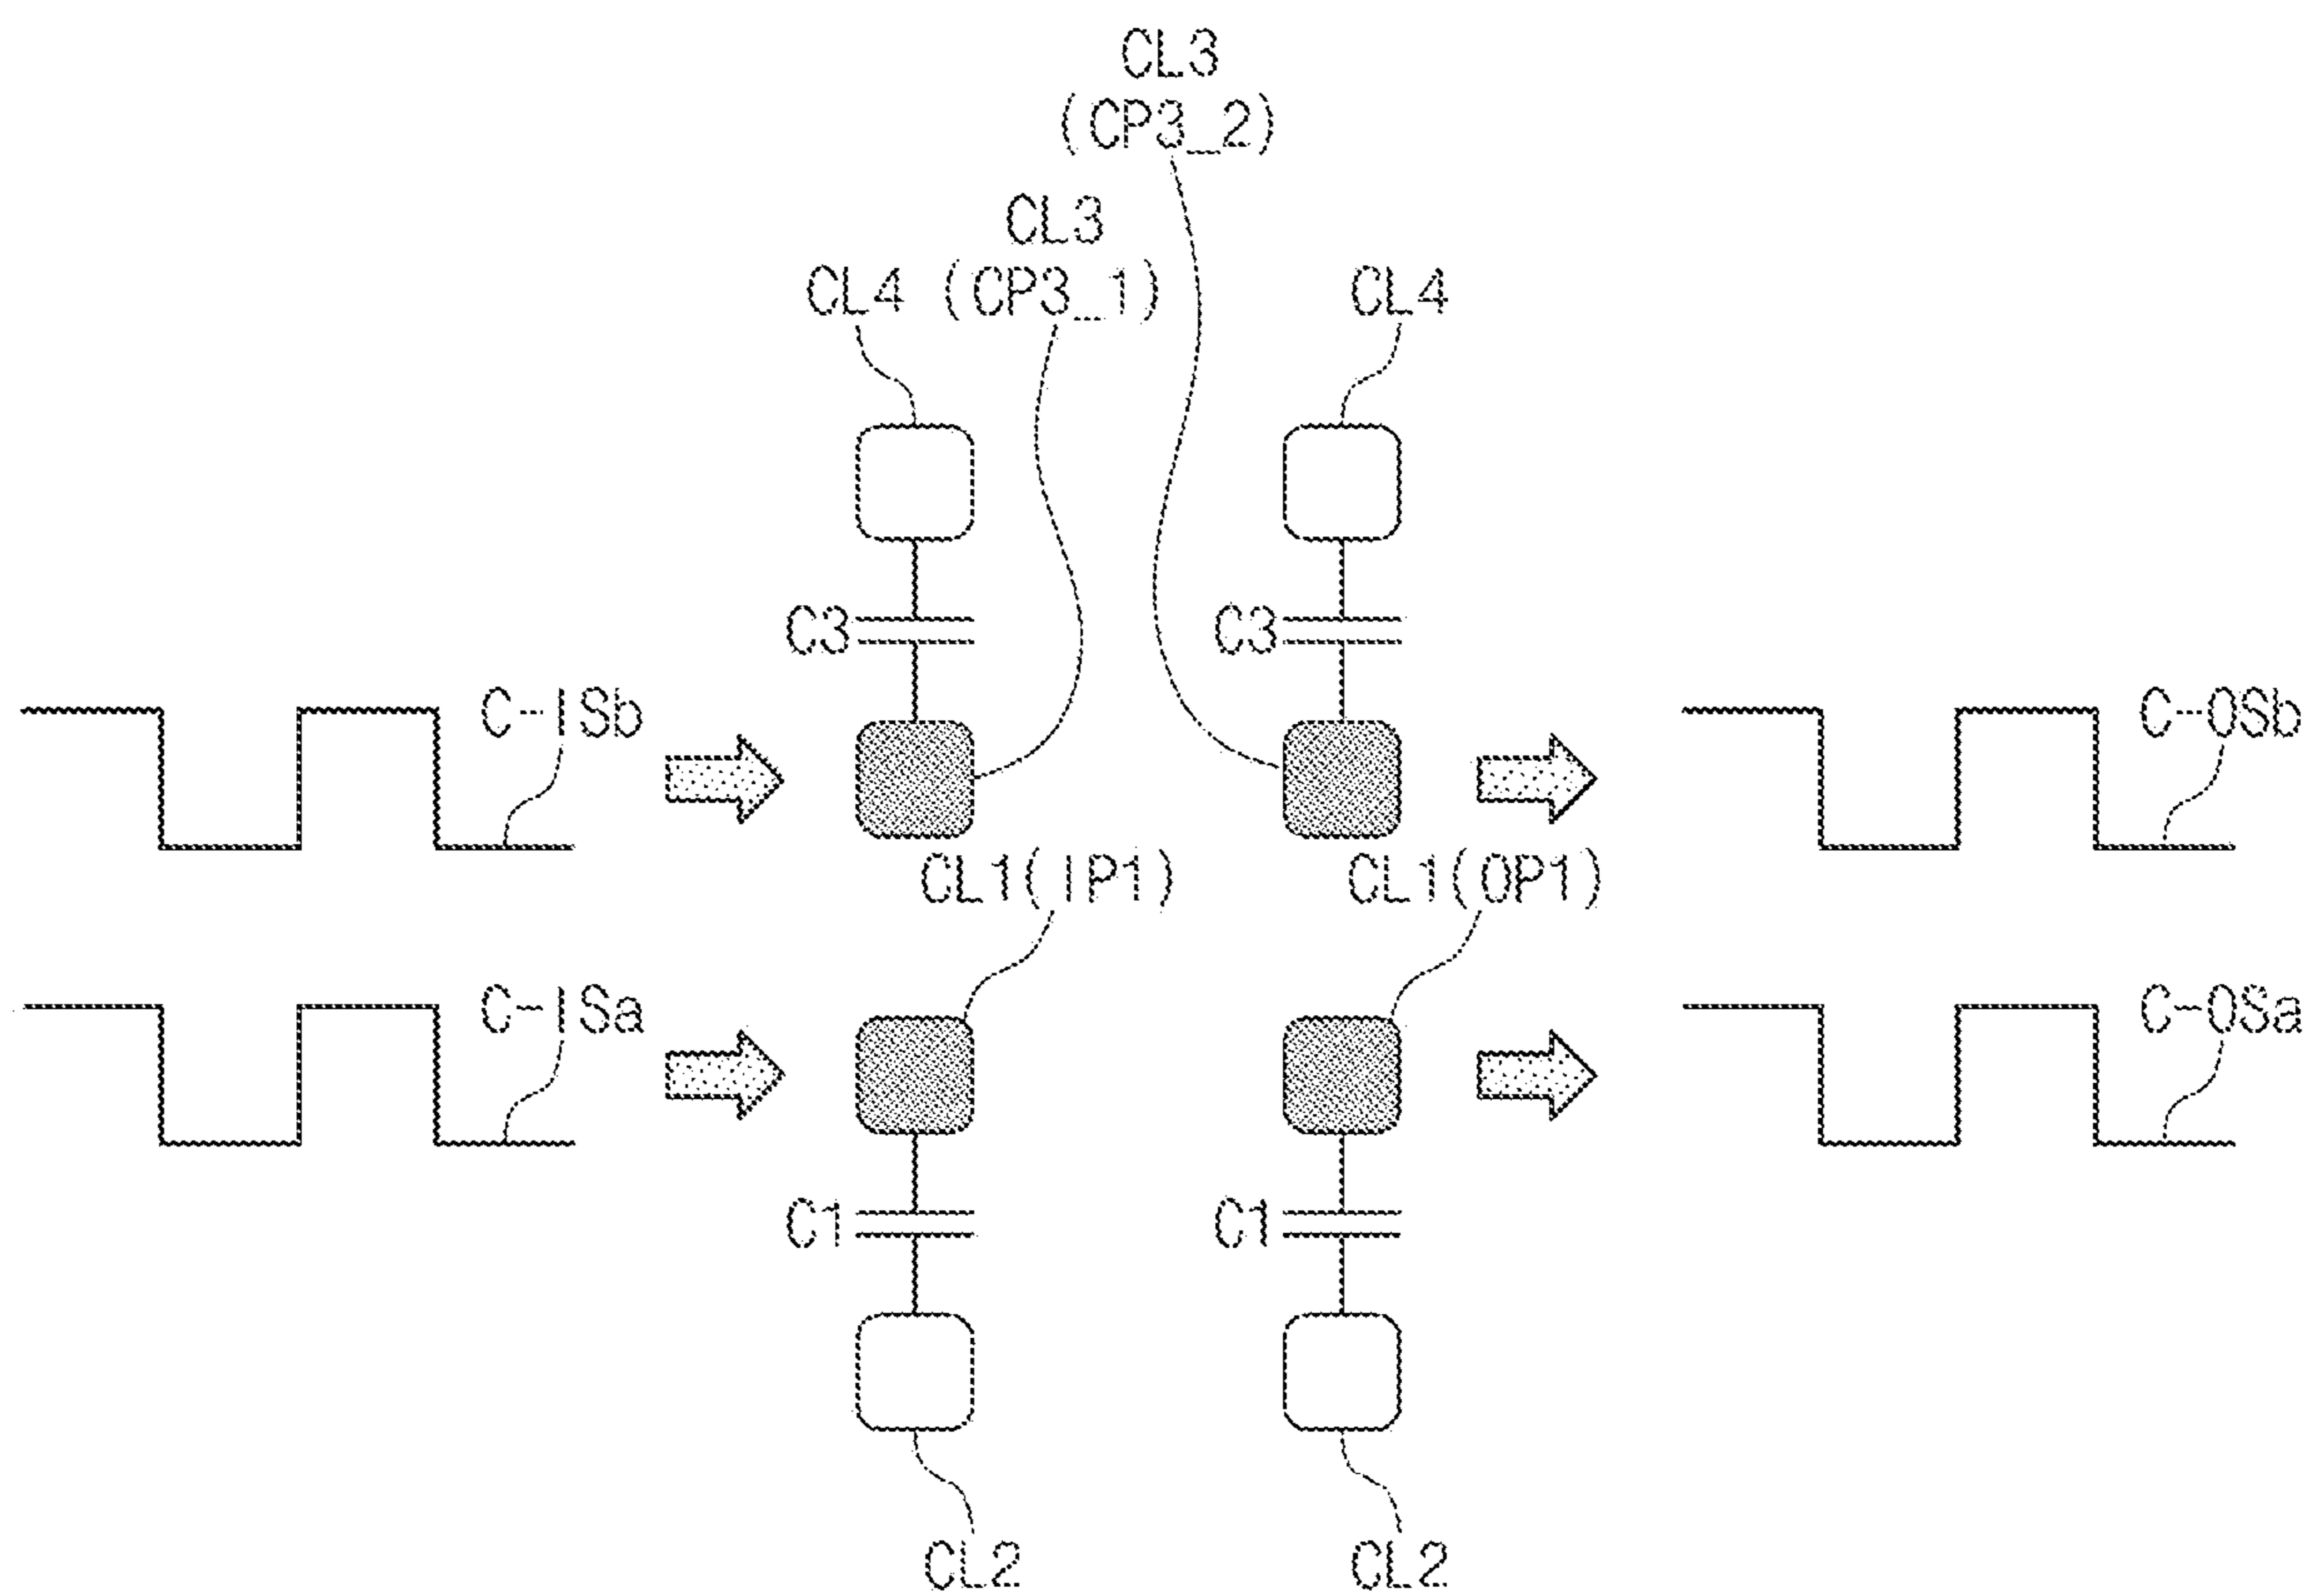 CL3
(CP3_2)
CL3
CL4 (CP3_1) CL4
C3 C3
C-ISb C-OSb
CL1(IP1) CL1(OP1)
C-ISa C-OSa
C1 C1
CL2 CL2